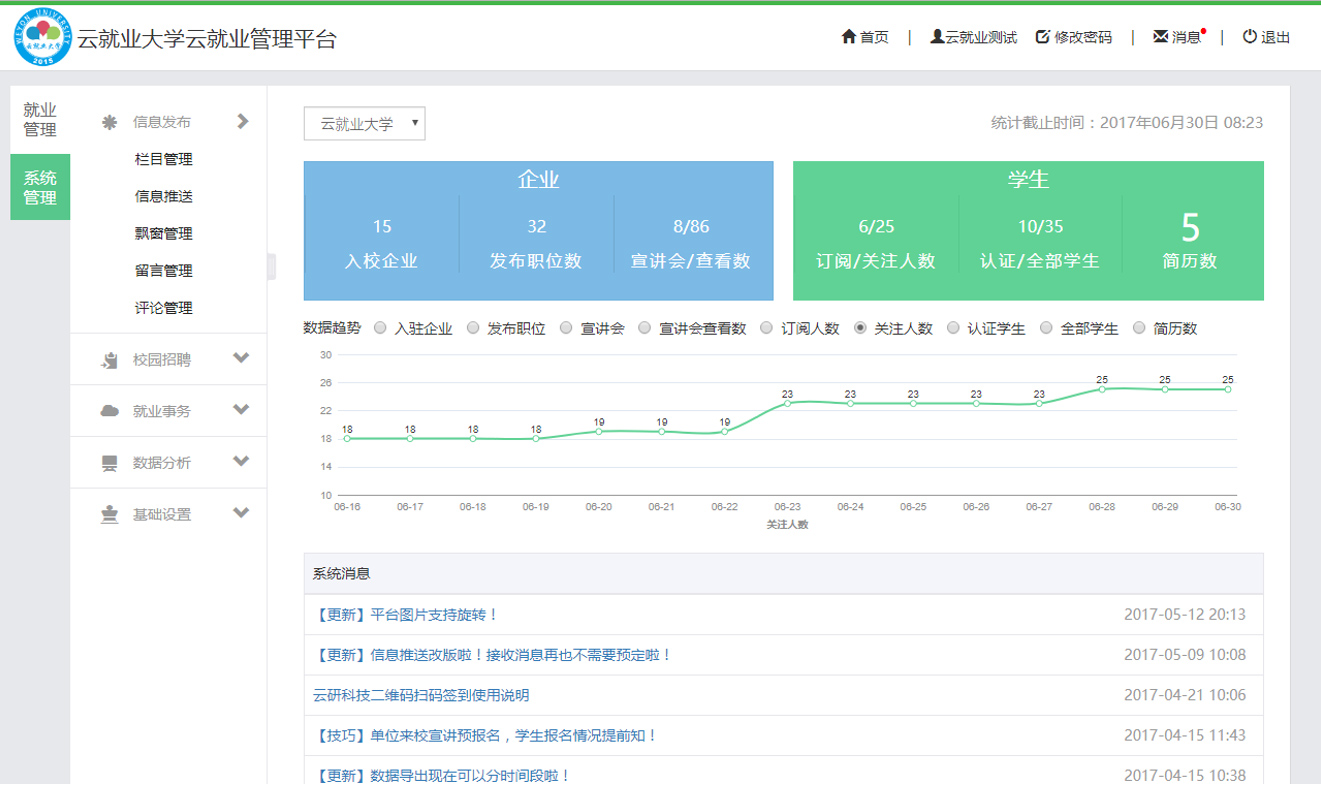 WEYON UNIVERSITY
云就业大学
2015
云就业大学云就业管理平台
首页 | 云就业测试 修改密码 | 消息 | 退出
就业
管理
系统
管理
信息发布
栏目管理
信息推送
飘窗管理
留言管理
评论管理
校园招聘
就业事务
数据分析
基础设置
云就业大学
统计截止时间：2017年06月30日 08:23
企业
15 32 8/86
入校企业 发布职位数 宣讲会/查看数
学生
6/25 10/35 5
订阅/关注人数 认证/全部学生 简历数
数据趋势 入驻企业 发布职位 宣讲会 宣讲会查看数 订阅人数 关注人数 认证学生 全部学生 简历数
30
26
22
18
14
10
18 18 18 18 19 19 19 23 23 23 23 23 25 25 25
06-16 06-17 06-18 06-19 06-20 06-21 06-22 06-23 06-24 06-25 06-26 06-27 06-28 06-29 06-30
关注人数
系统消息
【更新】平台图片支持旋转！ 2017-05-12 20:13
【更新】信息推送改版啦！接收消息再也不需要预定啦！ 2017-05-09 10:08
云研科技二维码扫码签到使用说明 2017-04-21 10:06
【技巧】单位来校宣讲预报名，学生报名情况提前知！ 2017-04-15 11:43
【更新】数据导出现在可以分时间段啦！ 2017-04-15 10:38